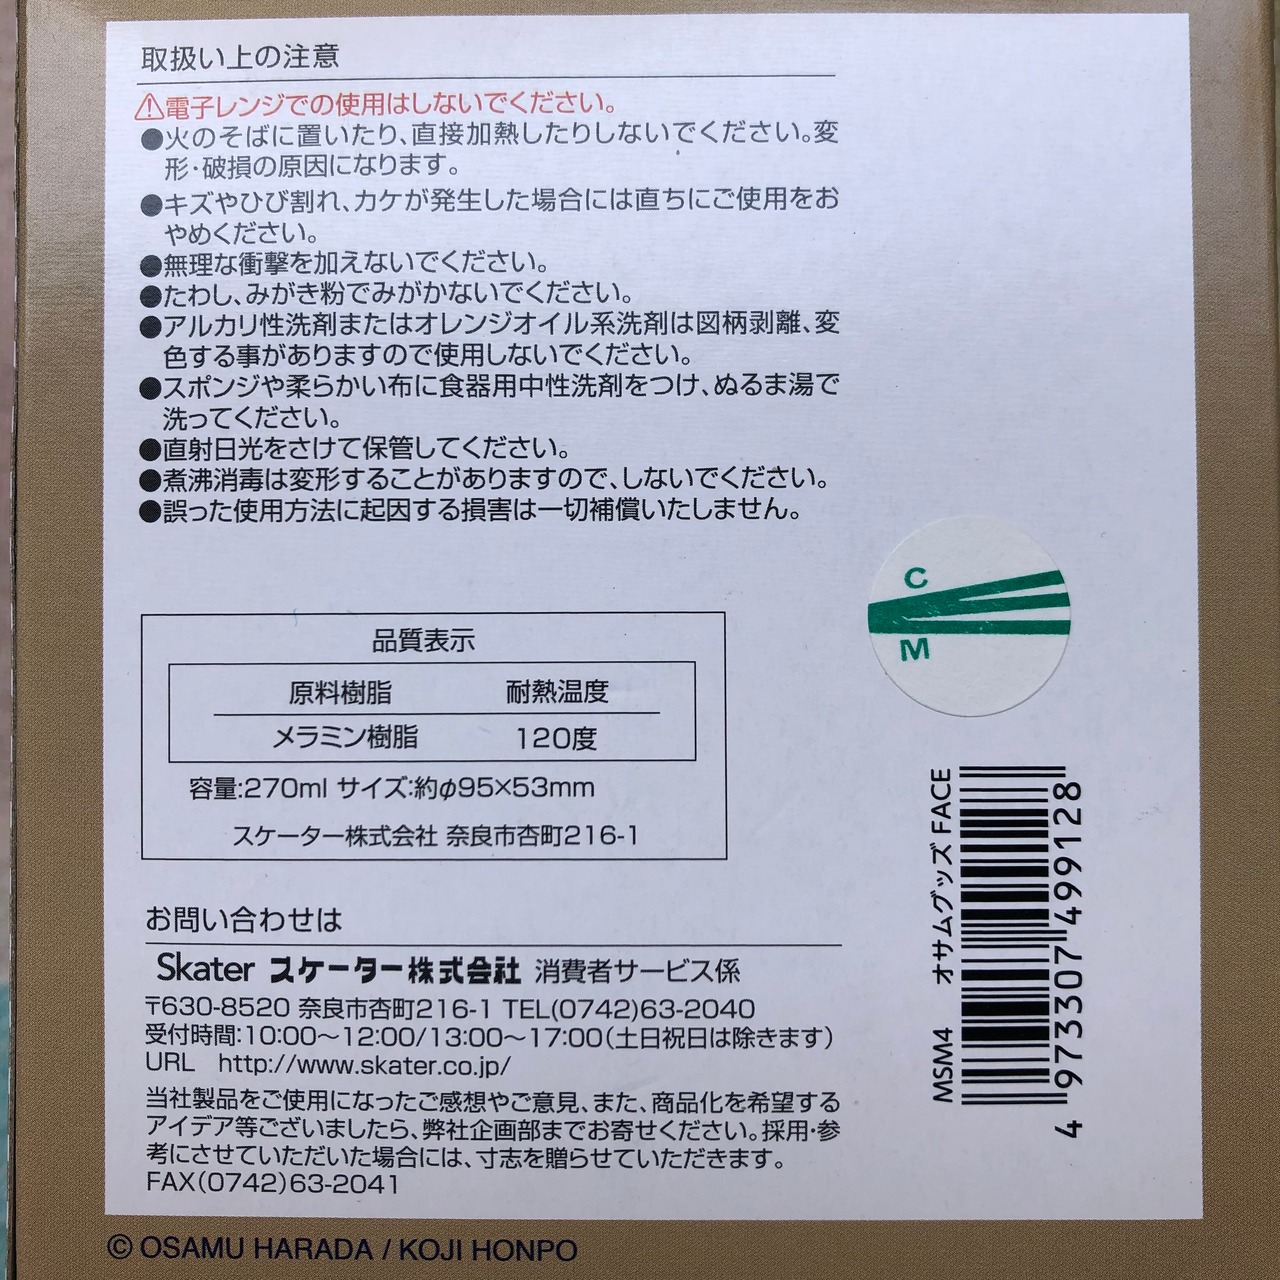 取扱い上の注意
⚠電子レンジでの使用はしないでください。
●火のそばに置いたり、直接加熱したりしないでください。変
形・破損の原因になります。
●キズやひび割れ、カケが発生した場合には直ちにご使用をお
やめください。
●無理な衝撃を加えないでください。
●たわし、みがき粉でみがかないでください。
●アルカリ性洗剤またはオレンジオイル系洗剤は図柄剥離、変
色する事がありますので使用しないでください。
●スポンジや柔らかい布に食器用中性洗剤をつけ、ぬるま湯で
洗ってください。
●直射日光をさけて保管してください。
●煮沸消毒は変形することがありますので、しないでください。
●誤った使用方法に起因する損害は一切補償いたしません。
品質表示
原料樹脂 耐熱温度
メラミン樹脂 120度
容量:270ml サイズ:約φ95×53mm
スケーター株式会社 奈良市杏町216-1
お問い合わせは
Skater スケーター株式会社 消費者サービス係
〒630-8520 奈良市杏町216-1 TEL(0742)63-2040
受付時間:10:00〜12:00/13:00〜17:00(土日祝日は除きます)
URL http://www.skater.co.jp/
当社製品をご使用になったご感想やご意見、また、商品化を希望する
アイデア等ございましたら、弊社企画部までお寄せください。採用・参
考にさせていただいた場合には、寸志を贈らせていただきます。
FAX(0742)63-2041
C
M
MSM4 オサムグッズ FACE
4 973307 499128
© OSAMU HARADA / KOJI HONPO